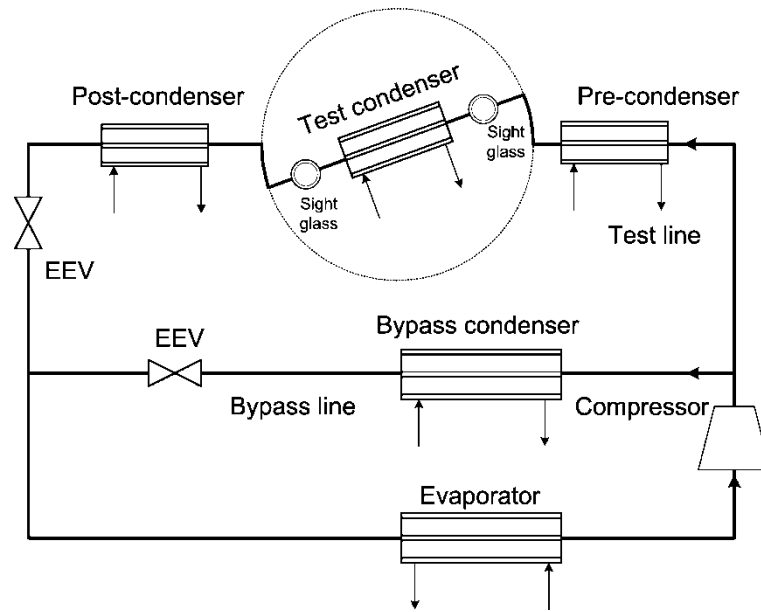 Post-condenser
Test condenser
Pre-condenser
Sight
glass
Sight
glass
Test line
EEV
EEV
Bypass condenser
Bypass line
Compressor
Evaporator